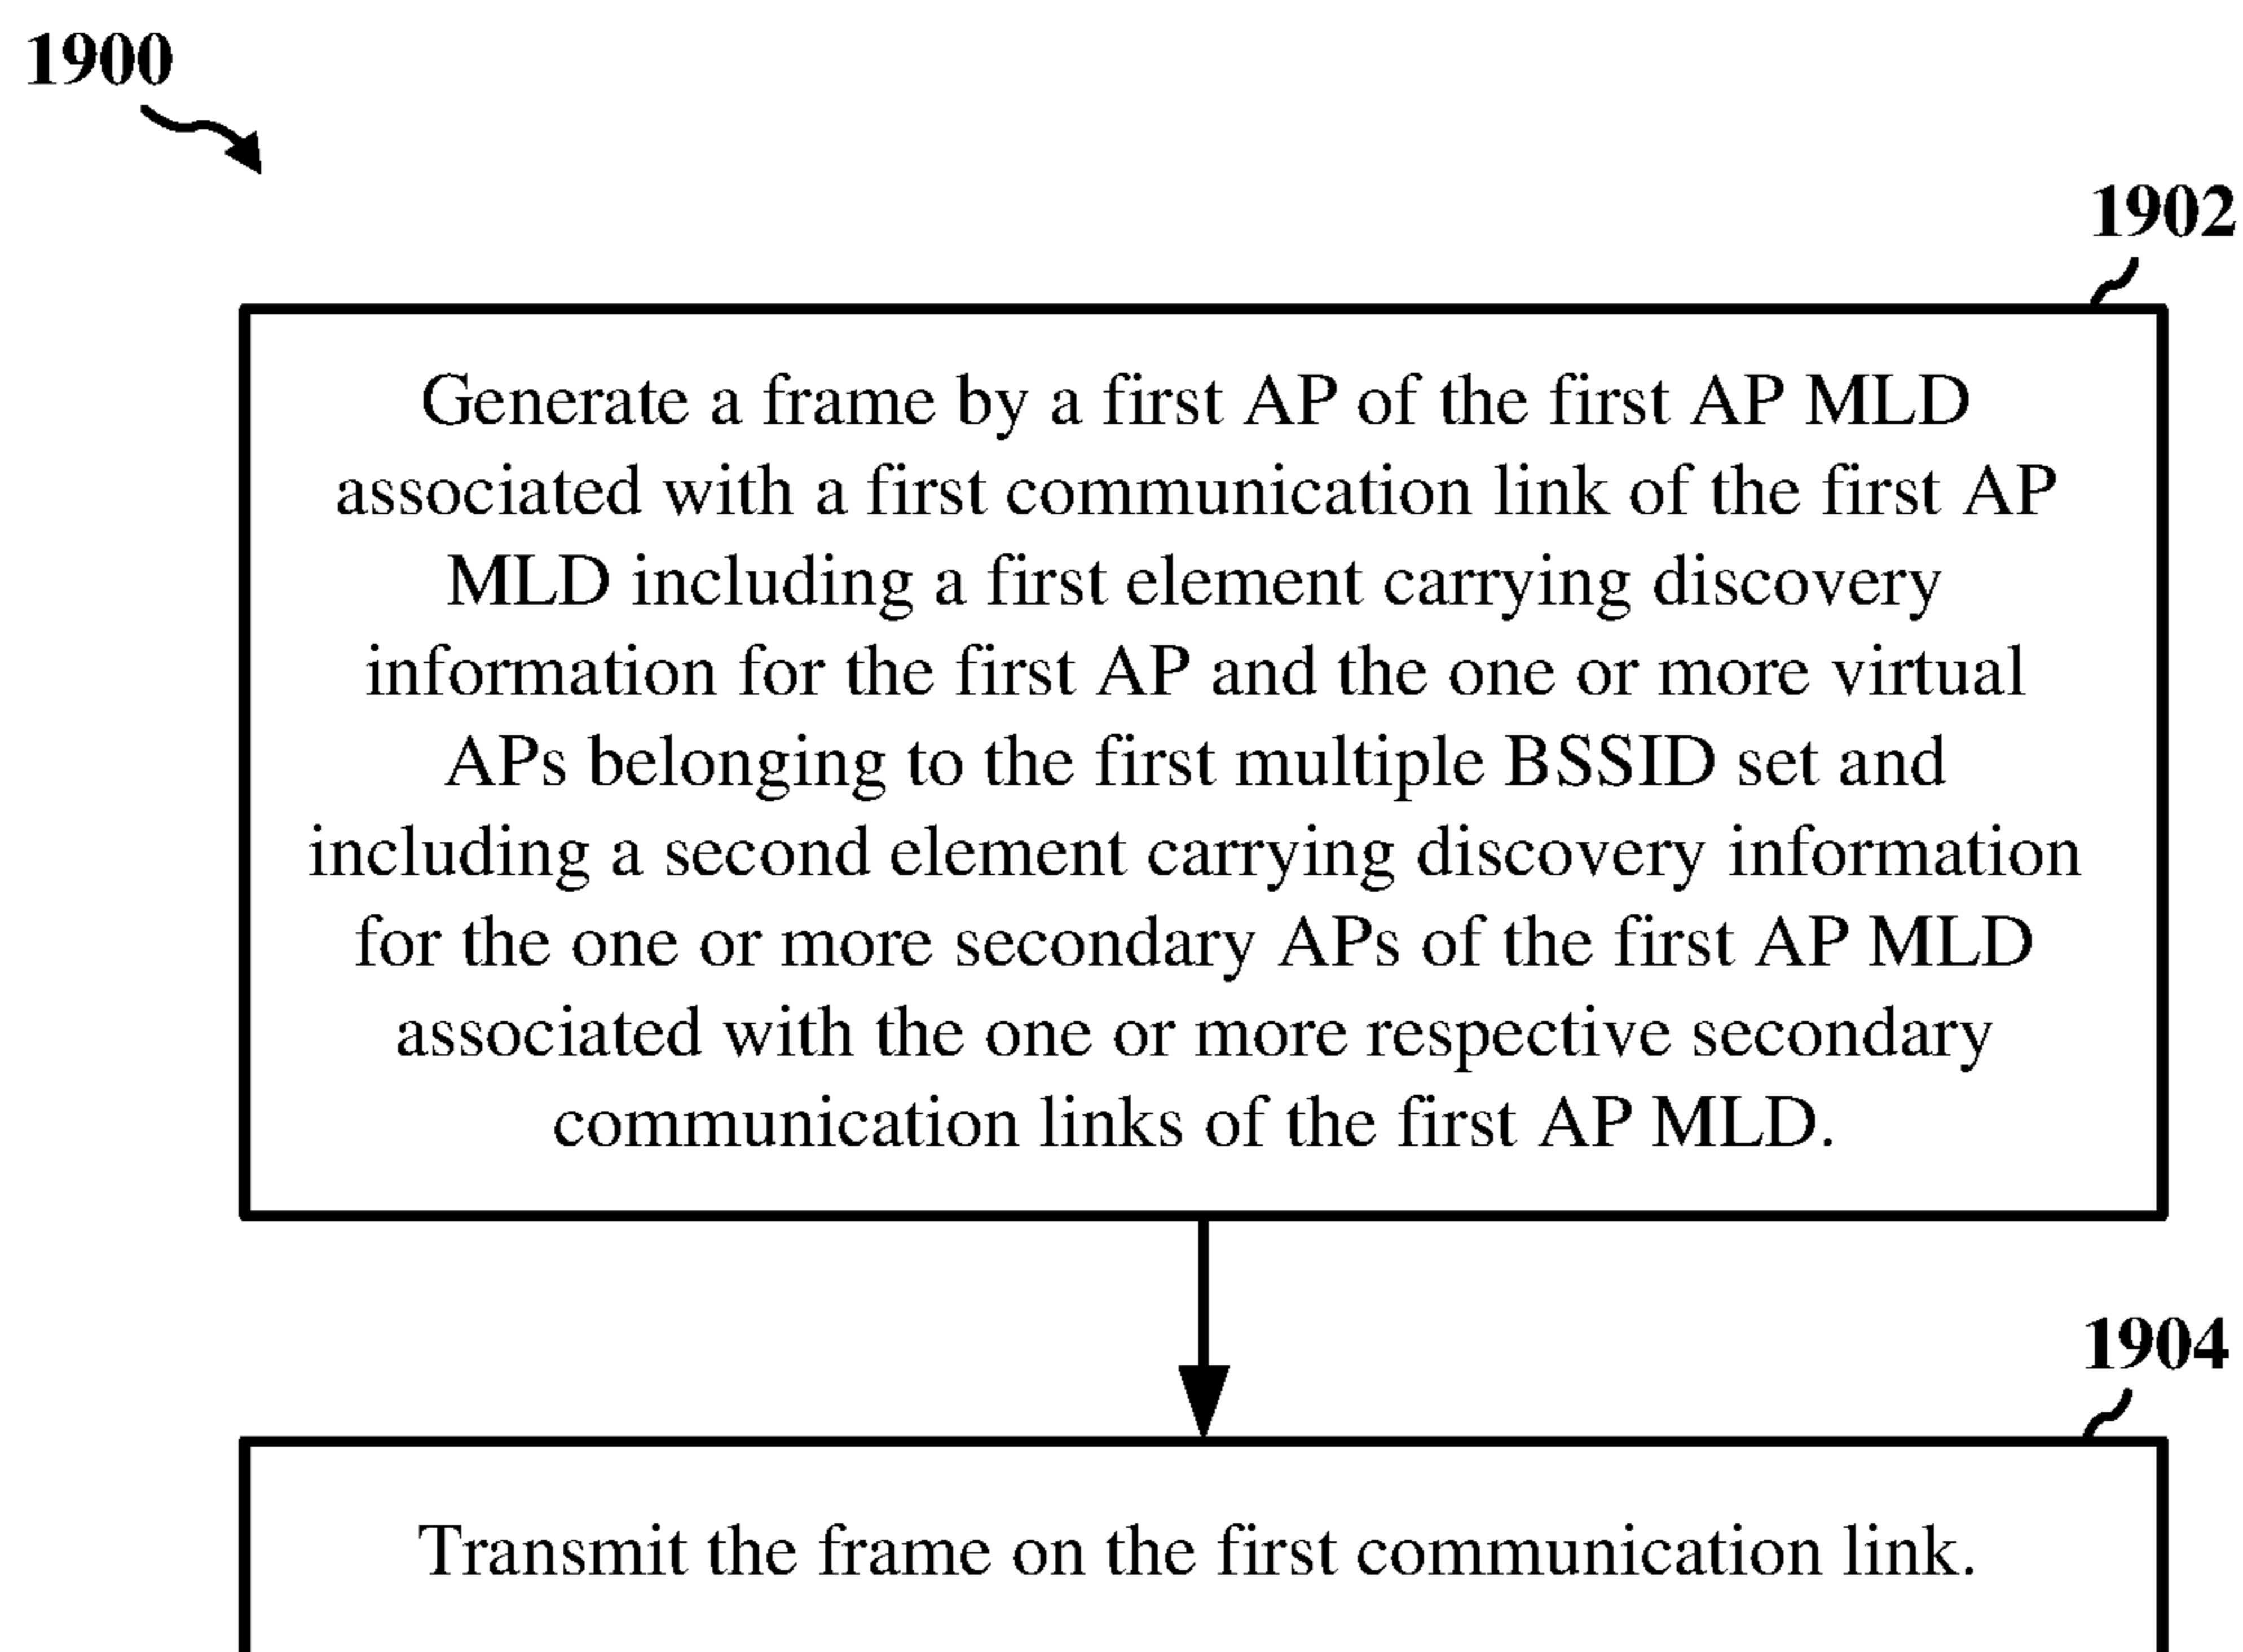 1900
1902
Generate a frame by a first AP of the first AP MLD
associated with a first communication link of the first AP
MLD including a first element carrying discovery
information for the first AP and the one or more virtual
APs belonging to the first multiple BSSID set and
including a second element carrying discovery information
for the one or more secondary APs of the first AP MLD
associated with the one or more respective secondary
communication links of the first AP MLD.
1904
Transmit the frame on the first communication link.